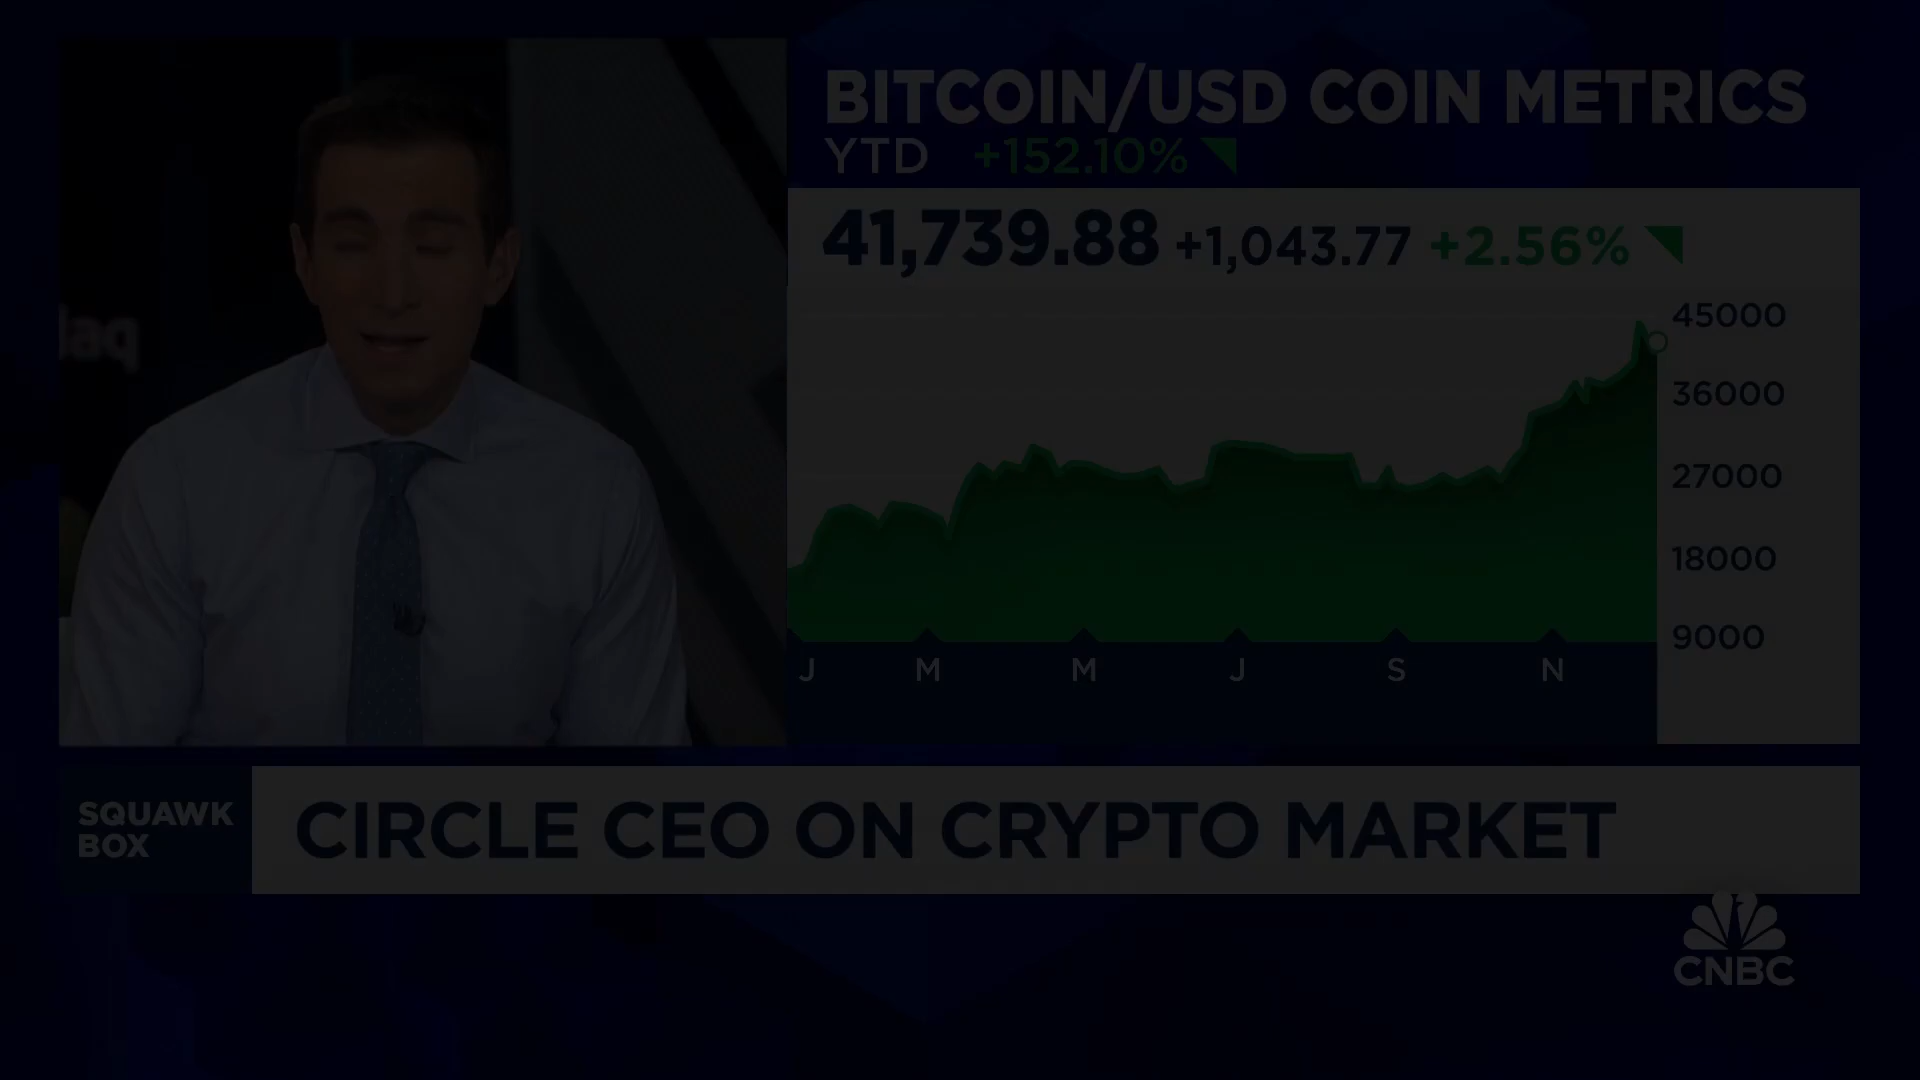 BITCOIN/USD COIN METRICS
YTD +152.10%
41,739.88 +1,043.77 +2.56%
45000
36000
27000
18000
9000
J M M J S N
daq
SQUAWK
BOX
CIRCLE CEO ON CRYPTO MARKET
CNBC